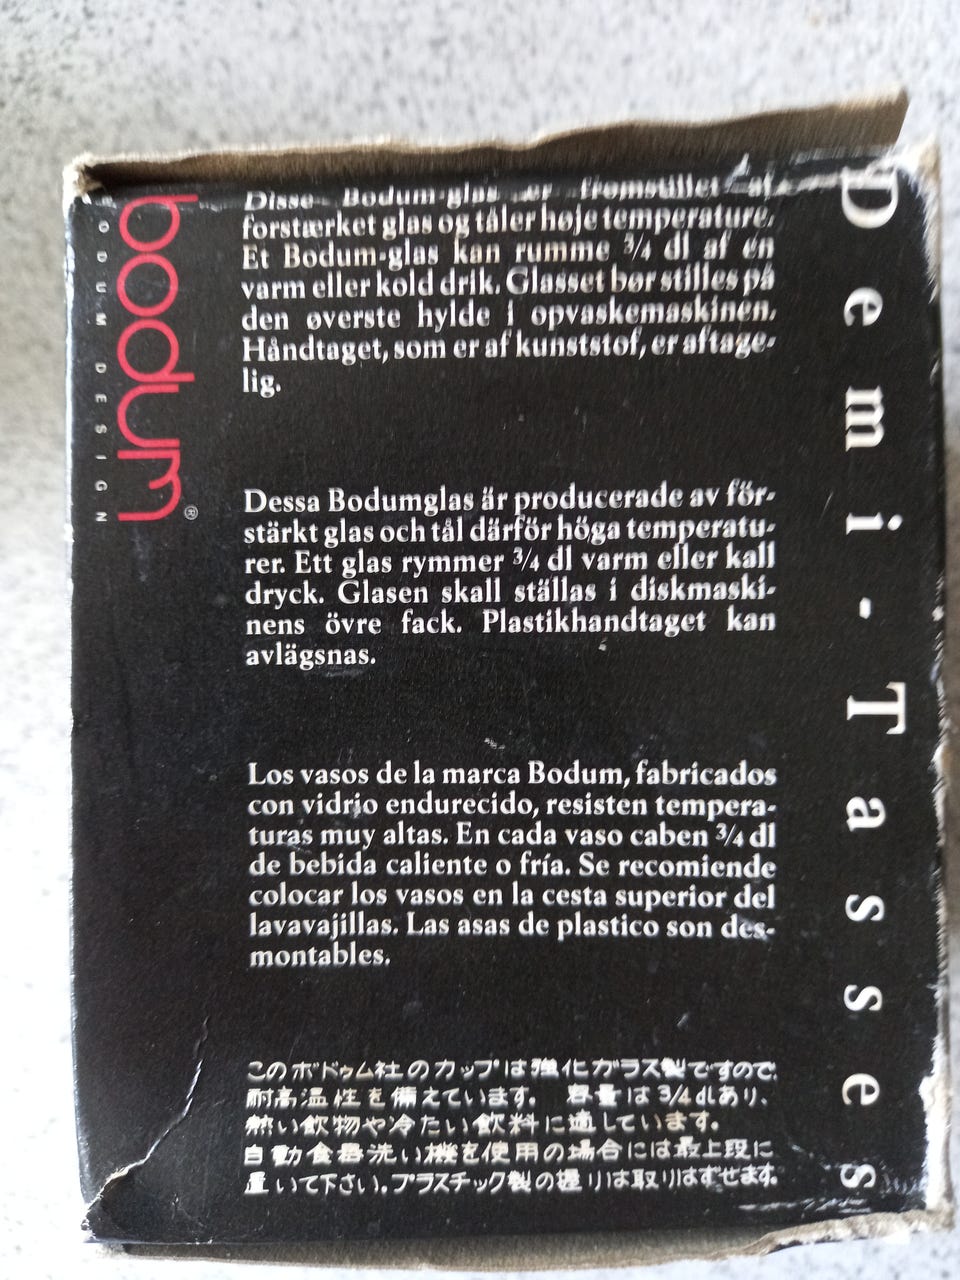 bodum®
BODUM DESIGN
Disse Bodum-glas er fremstillet af
forstærket glas og tåler høje temperature.
Et Bodum-glas kan rumme ¾ dl af en
varm eller kold drik. Glasset bør stilles på
den øverste hylde i opvaskemaskinen.
Håndtaget, som er af kunststof, er aftage-
lig.
Dessa Bodumglas är producerade av för-
stärkt glas och tål därför höga temperatu-
rer. Ett glas rymmer ¾ dl varm eller kall
dryck. Glasen skall ställas i diskmaski-
nens övre fack. Plastikhandtaget kan
avlägsnas.
Los vasos de la marca Bodum, fabricados
con vidrio endurecido, resisten tempera-
turas muy altas. En cada vaso caben ¾ dl
de bebida caliente o fría. Se recomiende
colocar los vasos en la cesta superior del
lavavajillas. Las asas de plastico son des-
montables.
このボドゥム社のカップは強化ガラス製ですので、
耐高温性を備えています。 容量は¾dlあり、
熱い飲物や冷たい飲料に適しています。
自動食器洗い機を使用の場合には最上段に
置いて下さい。プラスチック製の握りは取りはずせます。
Demi-Tasses